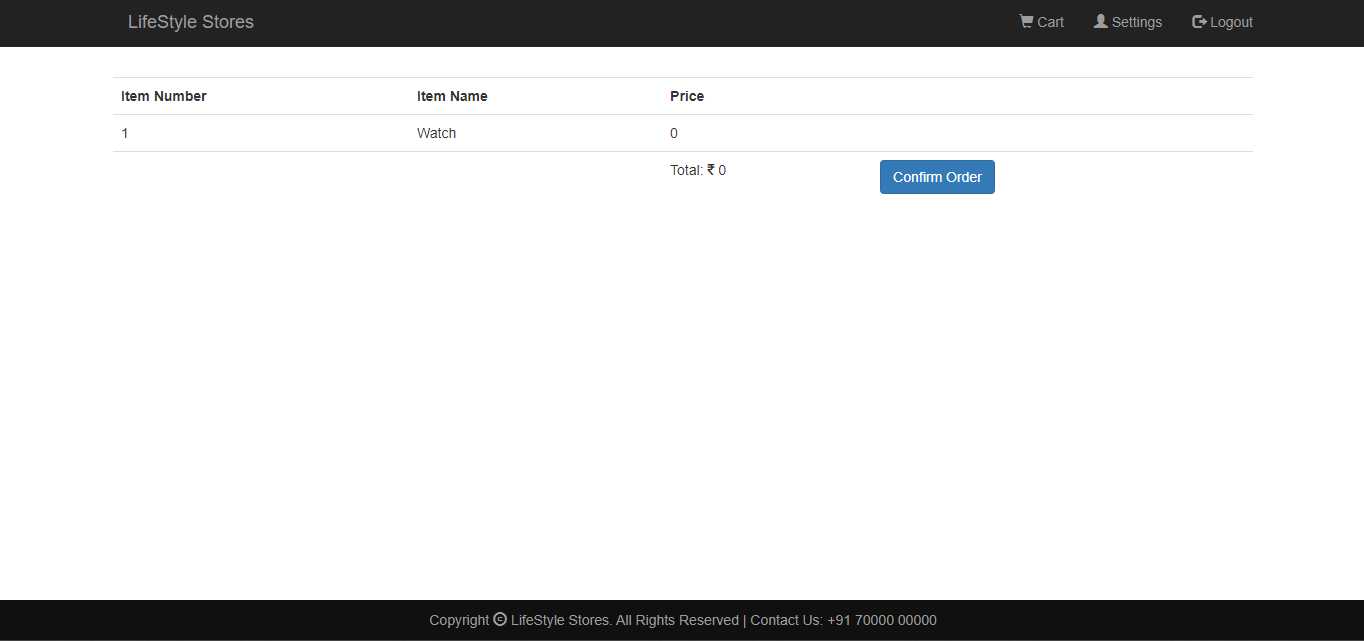 LifeStyle Stores Cart Settings Logout
Item Number Item Name Price
1 Watch 0
Total: ₹ 0 Confirm Order
Copyright © LifeStyle Stores. All Rights Reserved | Contact Us: +91 70000 00000